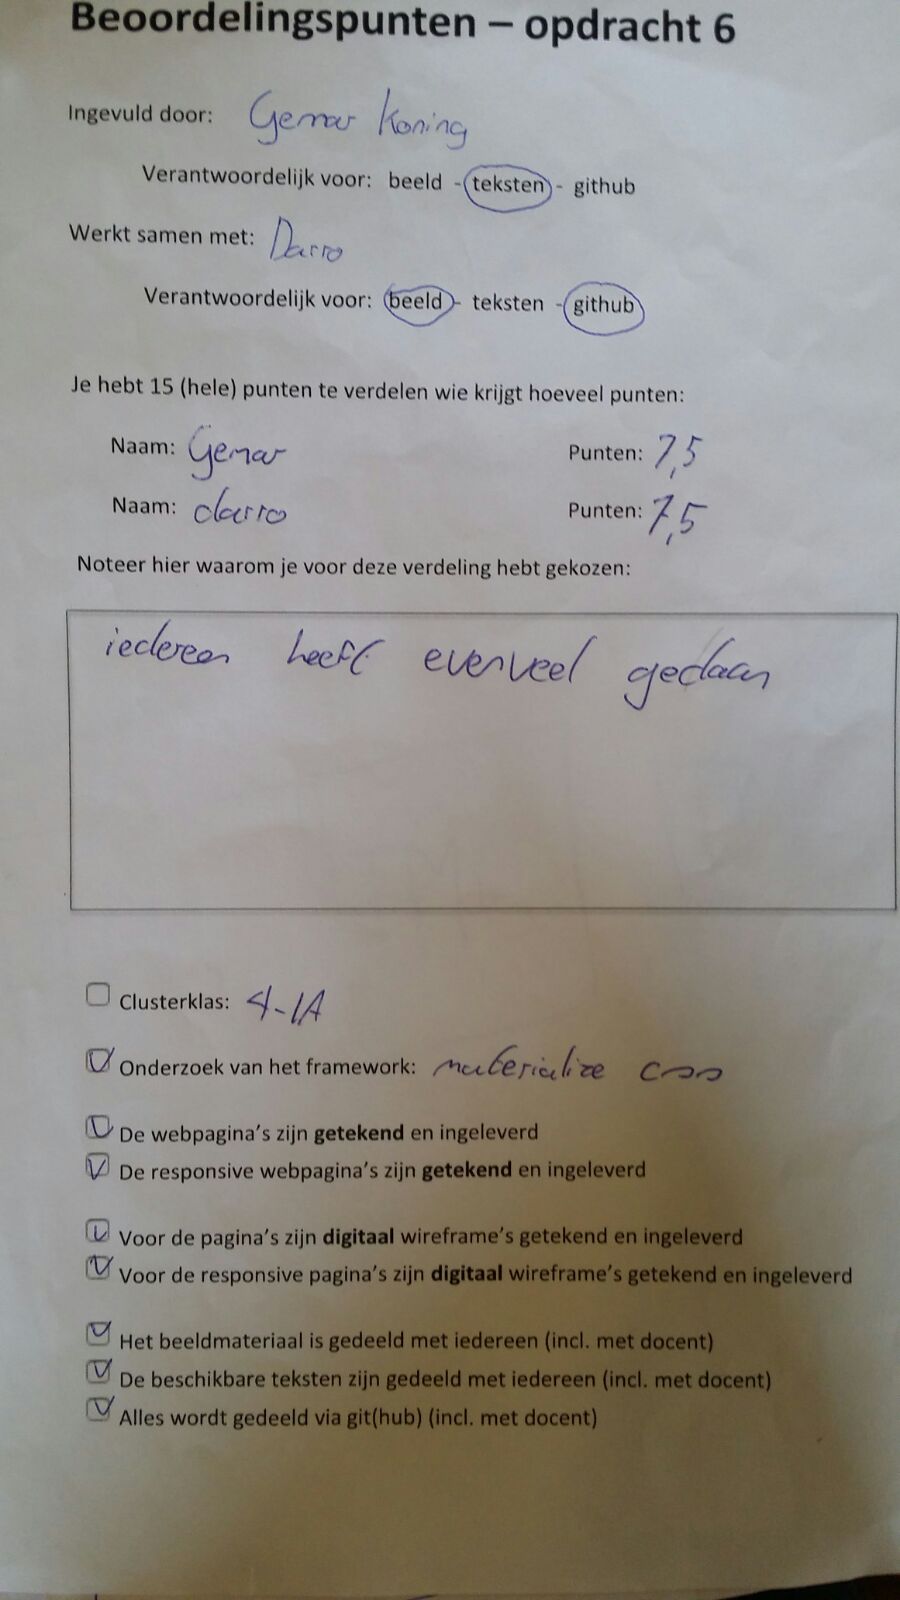 Beoordelingspunten – opdracht 6
Ingevuld door: Gemar Koning
Verantwoordelijk voor: beeld - teksten - github
Werkt samen met: Darro
Verantwoordelijk voor: beeld - teksten - github
Je hebt 15 (hele) punten te verdelen wie krijgt hoeveel punten:
Naam: Gemar Punten: 7,5
Naam: darro Punten: 7,5
Noteer hier waarom je voor deze verdeling hebt gekozen:
iedereen heeft evenveel gedaan
Clusterklas: 4-1A
Onderzoek van het framework: materialize css
De webpagina's zijn getekend en ingeleverd
De responsive webpagina's zijn getekend en ingeleverd
Voor de pagina's zijn digitaal wireframe's getekend en ingeleverd
Voor de responsive pagina's zijn digitaal wireframe's getekend en ingeleverd
Het beeldmateriaal is gedeeld met iedereen (incl. met docent)
De beschikbare teksten zijn gedeeld met iedereen (incl. met docent)
Alles wordt gedeeld via git(hub) (incl. met docent)